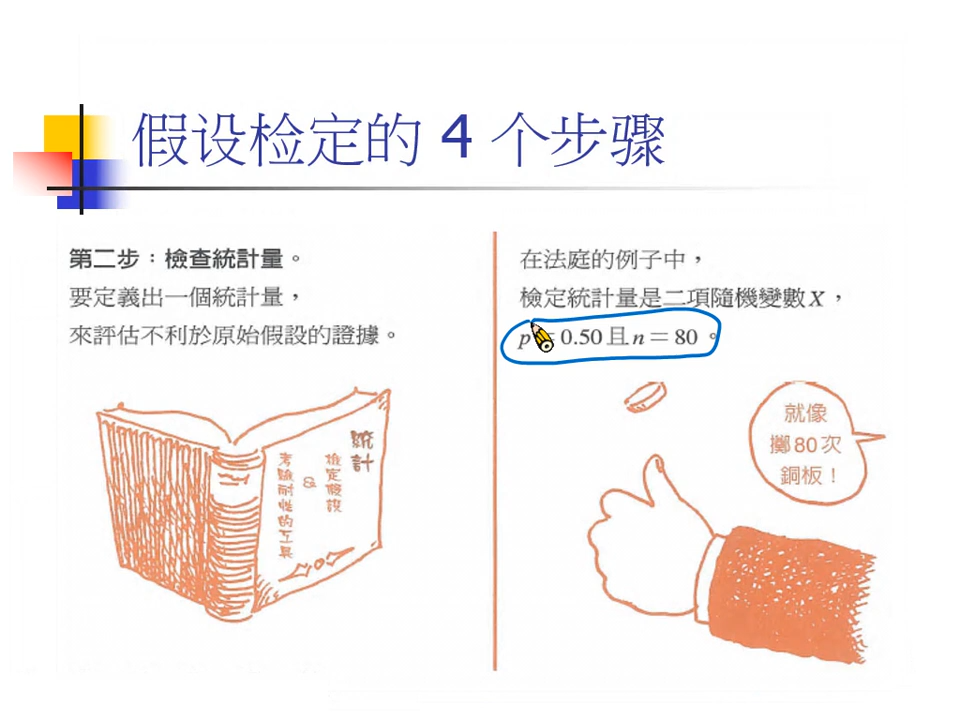 假设检定的 4 个步骤
第二步：檢查統計量。
要定義出一個統計量，
來評估不利於原始假設的證據。
統計
檢定假設
&
考驗耐性的工具
在法庭的例子中，
檢定統計量是二項隨機變數X，
p = 0.50 且 n = 80。
就像
擲80次
銅板！